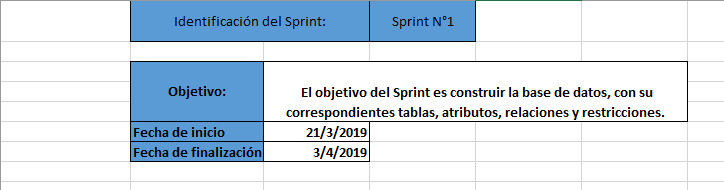 Identificación del Sprint: Sprint N°1
Objetivo: El objetivo del Sprint es construir la base de datos, con su
correspondientes tablas, atributos, relaciones y restricciones.
Fecha de inicio 21/3/2019
Fecha de finalización 3/4/2019